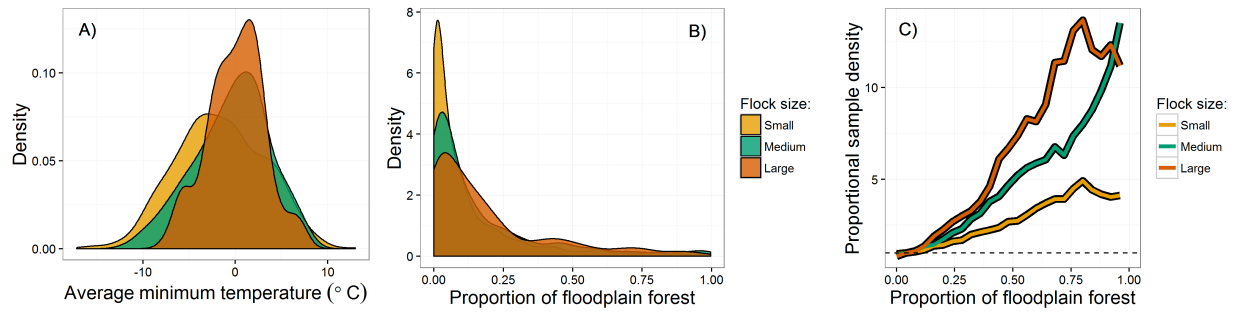 A)
Density
0.10
0.05
0.00
-10
0
10
Average minimum temperature (° C)
B)
Density
8
6
4
2
0
0.00
0.25
0.50
0.75
1.00
Proportion of floodplain forest
Flock size:
Small
Medium
Large
C)
Proportional sample density
10
5
0.00
0.25
0.50
0.75
1.00
Proportion of floodplain forest
Flock size:
Small
Medium
Large